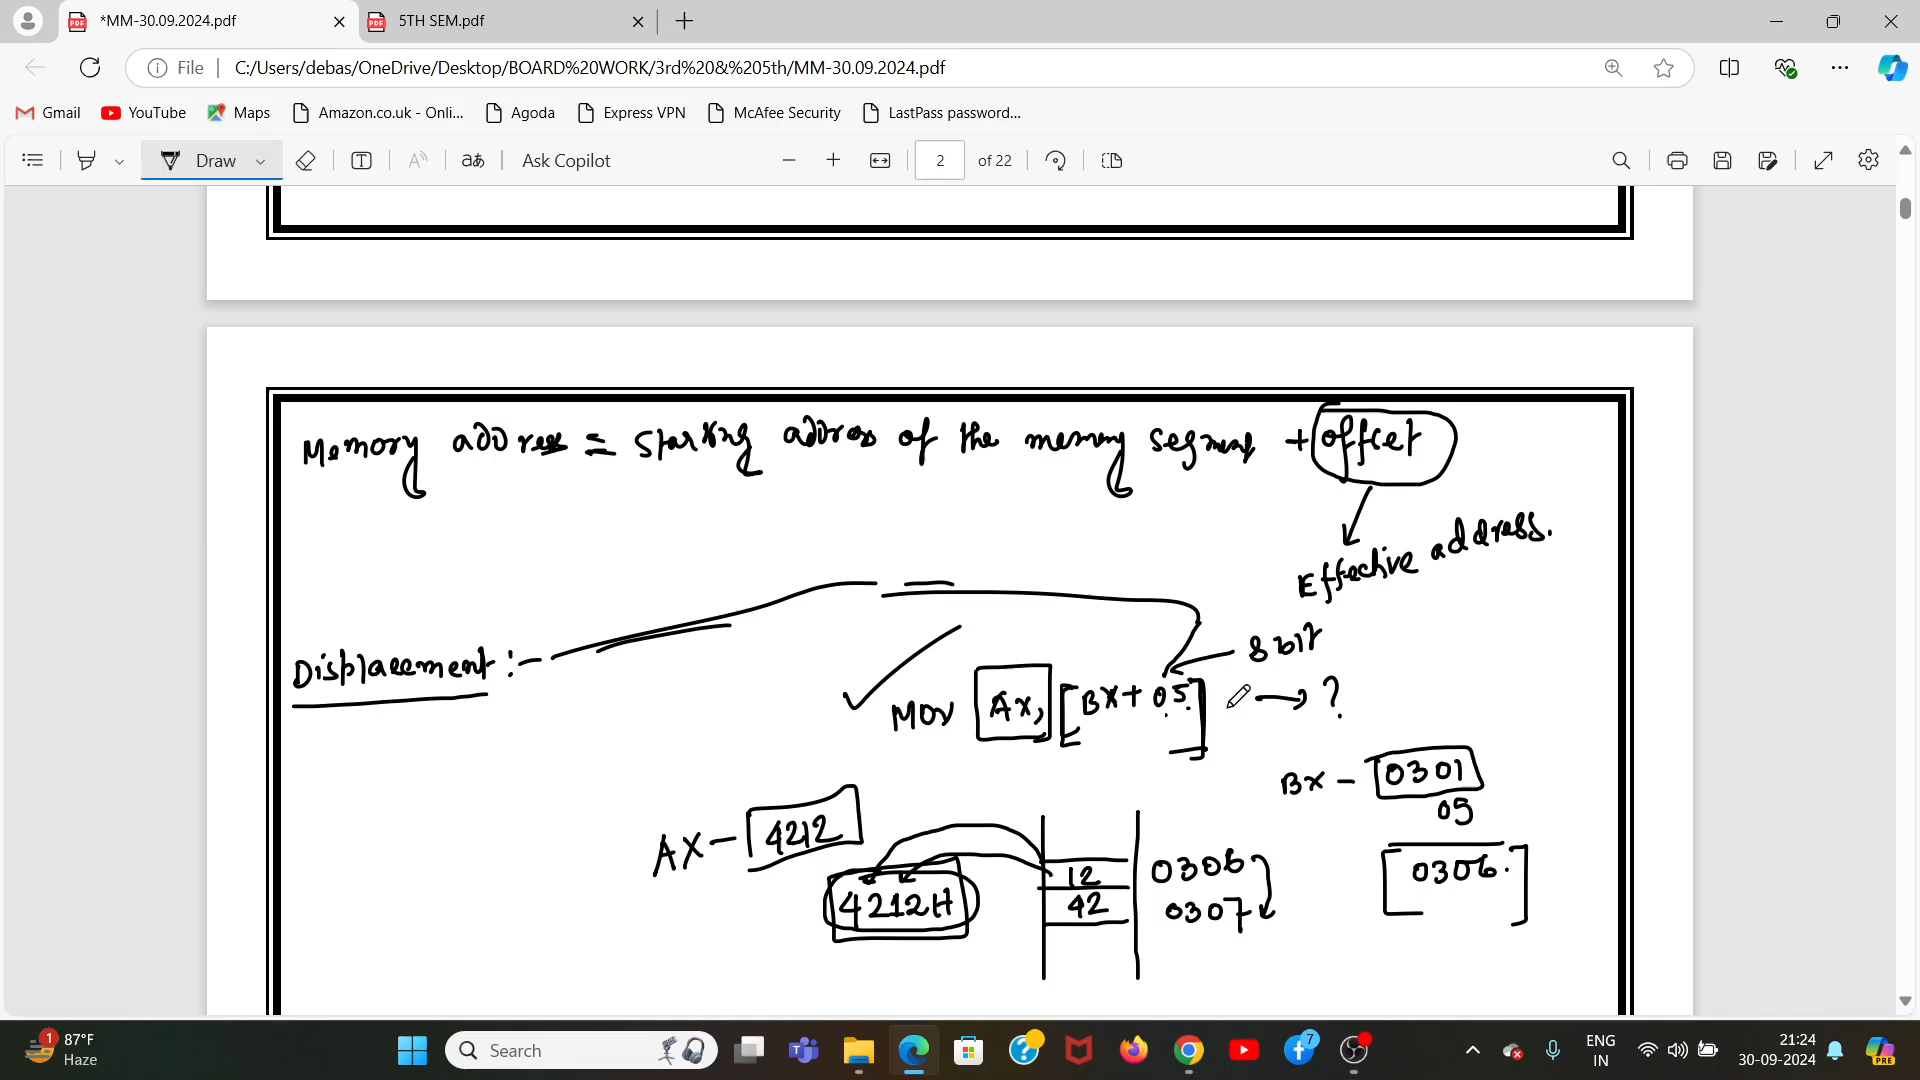 *MM-30.09.2024.pdf
5TH SEM.pdf
File
C:/Users/debas/OneDrive/Desktop/BOARD%20WORK/3rd%20&%205th/MM-30.09.2024.pdf
Gmail YouTube Maps Amazon.co.uk - Onli... Agoda Express VPN McAfee Security LastPass password...
Draw Ask Copilot 2 of 22
Memory address = starting address of the memory segment + offset
Effective address.
8 bit
Displacement :-
MOV AX, [BX + 05] → ?
BX - 0301
05
AX - 4212
12 0306 0306.
4212H 42 0307
1 87°F
Haze
Search
7
ENG
IN
21:24
30-09-2024
PRE